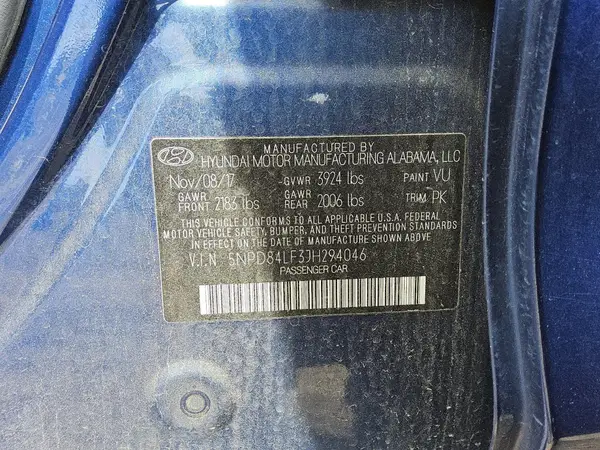 MANUFACTURED BY
HYUNDAI MOTOR MANUFACTURING ALABAMA, LLC
Nov/08/17 GVWR 3924 lbs PAINT VU
GAWR FRONT 2183 lbs GAWR REAR 2006 lbs TRIM PK
THIS VEHICLE CONFORMS TO ALL APPLICABLE U.S.A. FEDERAL
MOTOR VEHICLE SAFETY, BUMPER, AND THEFT PREVENTION STANDARDS
IN EFFECT ON THE DATE OF MANUFACTURE SHOWN ABOVE.
V.I.N 5NPD84LF3JH294046
PASSENGER CAR